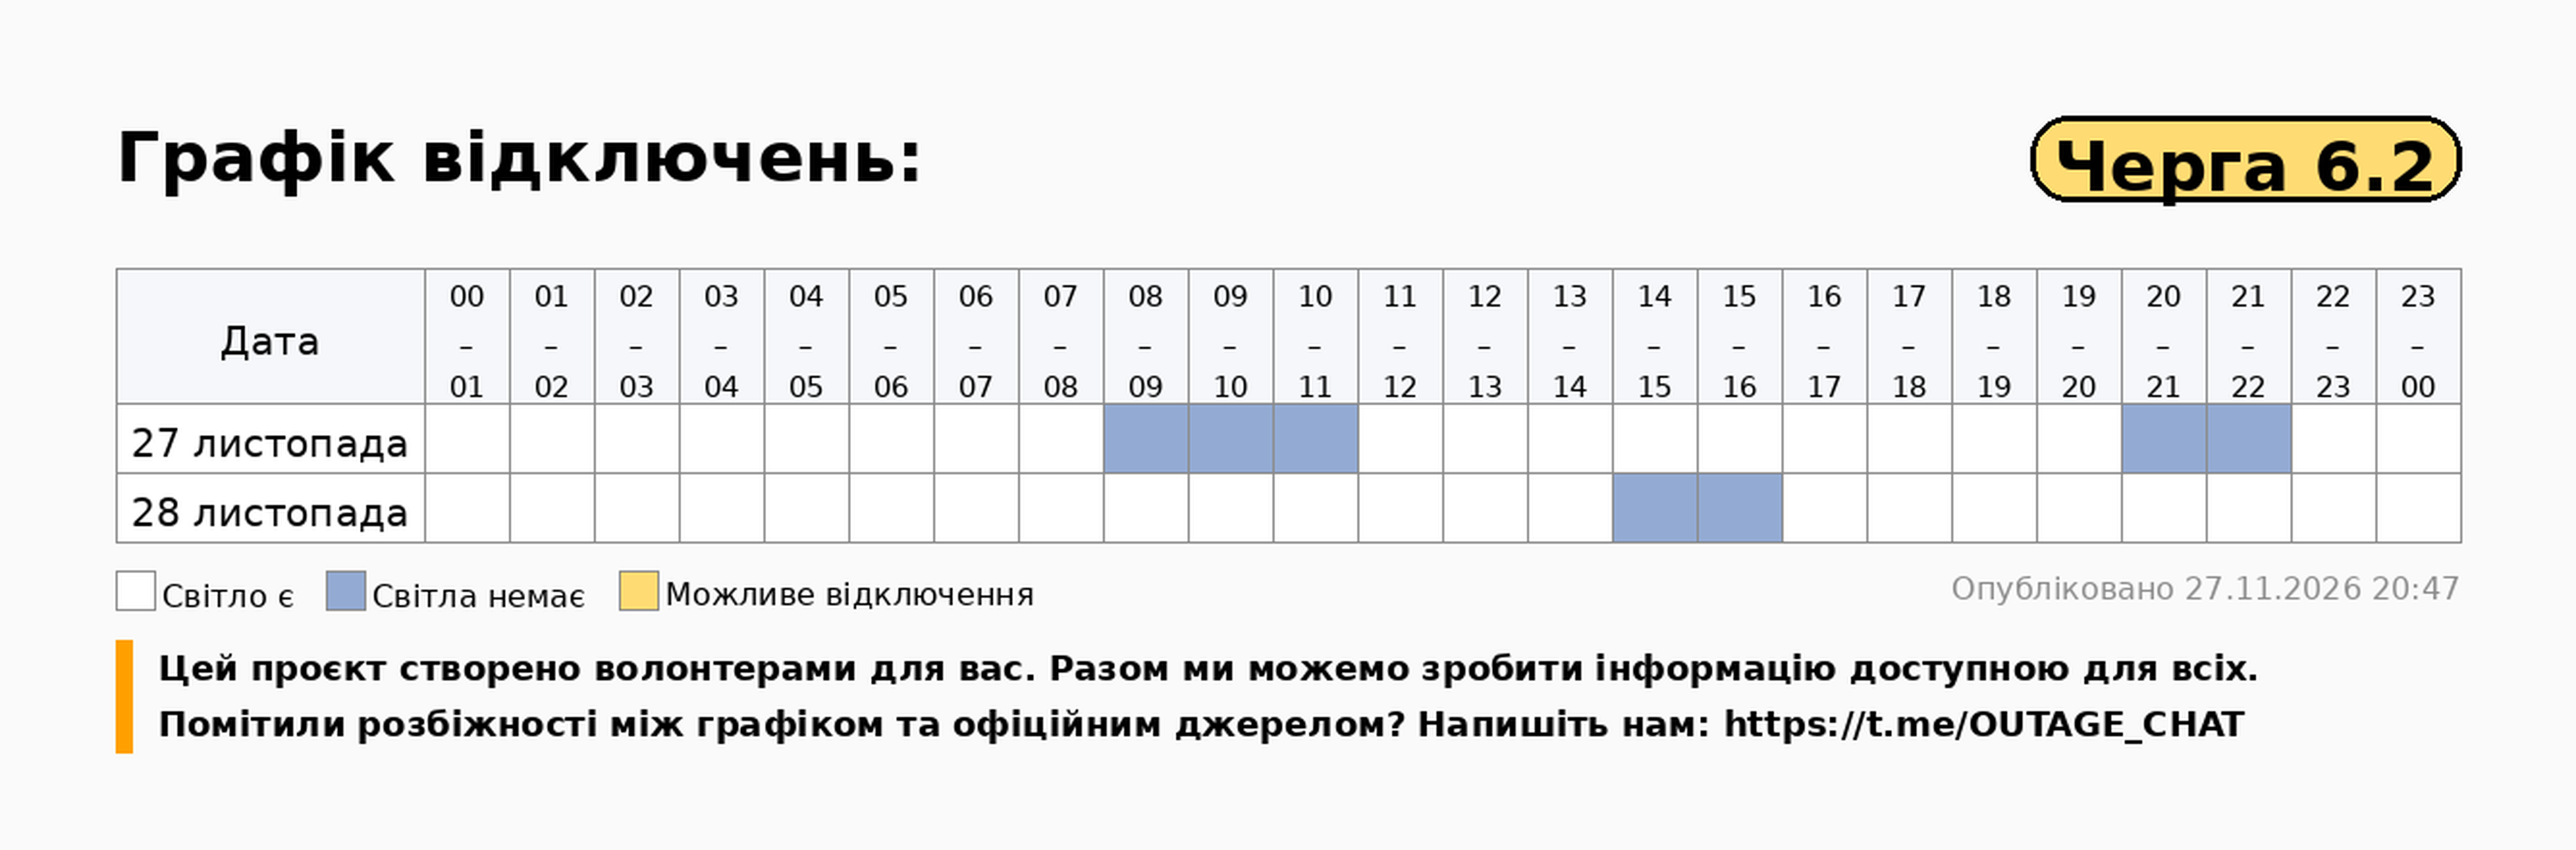 Графік відключень:
Черга 6.2
Дата
00 – 01
01 – 02
02 – 03
03 – 04
04 – 05
05 – 06
06 – 07
07 – 08
08 – 09
09 – 10
10 – 11
11 – 12
12 – 13
13 – 14
14 – 15
15 – 16
16 – 17
17 – 18
18 – 19
19 – 20
20 – 21
21 – 22
22 – 23
23 – 00
27 листопада
28 листопада
Світло є
Світла немає
Можливе відключення
Опубліковано 27.11.2026 20:47
Цей проєкт створено волонтерами для вас. Разом ми можемо зробити інформацію доступною для всіх.
Помітили розбіжності між графіком та офіційним джерелом? Напишіть нам: https://t.me/OUTAGE_CHAT